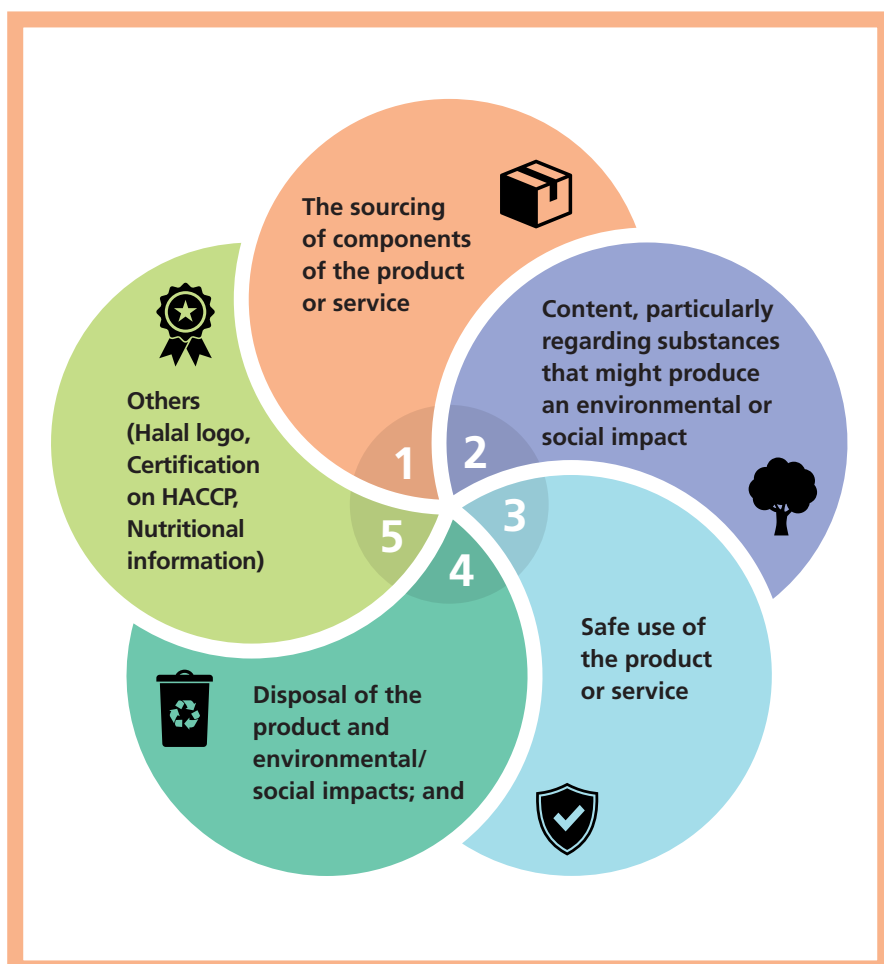 The sourcing
of components
of the product
or service
1
Content, particularly
regarding substances
that might produce
an environmental or
social impact
2
Safe use of
the product
or service
3
Disposal of the
product and
environmental/
social impacts; and
4
Others
(Halal logo,
Certification
on HACCP,
Nutritional
information)
5